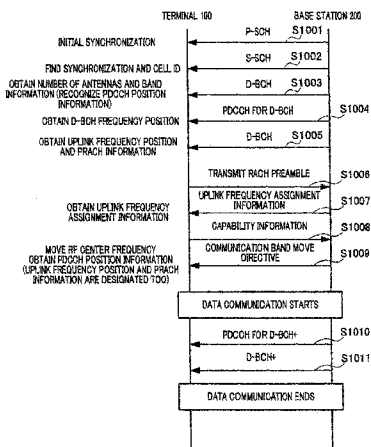 TERMINAL 100
BASE STATION 200
P-SCH S1001
INITIAL SYNCHRONIZATION
S-SCH S1002
FIND SYNCHRONIZATION AND CELL ID
D-BCH S1003
OBTAIN NUMBER OF ANTENNAS AND BAND
INFORMATION (RECOGNIZE PDCCH POSITION
INFORMATION)
PDCCH FOR D-BCH S1004
OBTAIN D-BCH FREQUENCY POSITION
D-BCH S1005
OBTAIN UPLINK FREQUENCY POSITION
AND PRACH INFORMATION
TRANSMIT RACH PREAMBLE S1006
UPLINK FREQUENCY ASSIGNMENT
INFORMATION S1007
OBTAIN UPLINK FREQUENCY
ASSIGNMENT INFORMATION
CAPABILITY INFORMATION S1008
COMMUNICATION BAND MOVE
DIRECTIVE S1009
MOVE RF CENTER FREQUENCY
OBTAIN PDCCH POSITION INFORMATION
(UPLINK FREQUENCY POSITION AND PRACH
INFORMATION ARE DESIGNATED TOO)
DATA COMMUNICATION STARTS
PDCCH FOR D-BCH+ S1010
D-BCH+ S1011
DATA COMMUNICATION ENDS